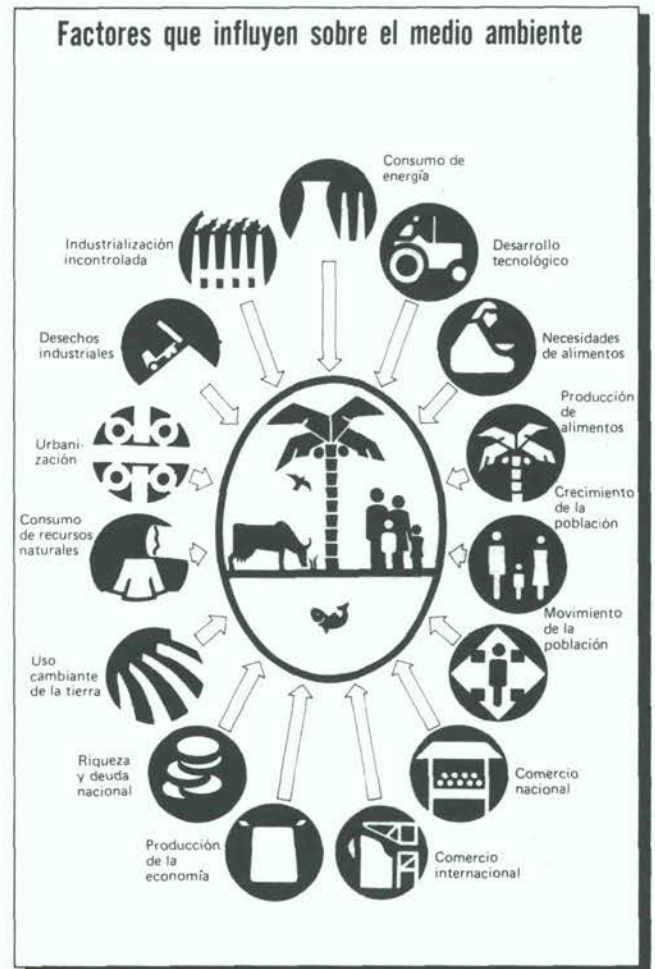 Factores que influyen sobre el medio ambiente
Consumo de
energía
Industrialización
incontrolada
Desarrollo
tecnológico
Desechos
industriales
Necesidades
de alimentos
Producción
de
alimentos
Urbani-
zación
Crecimiento
de la
población
Consumo
de recursos
naturales
Movimiento
de la
población
Uso
cambiante
de la tierra
Riqueza
y deuda
nacional
Comercio
nacional
Producción
de la
economía
Comercio
internacional